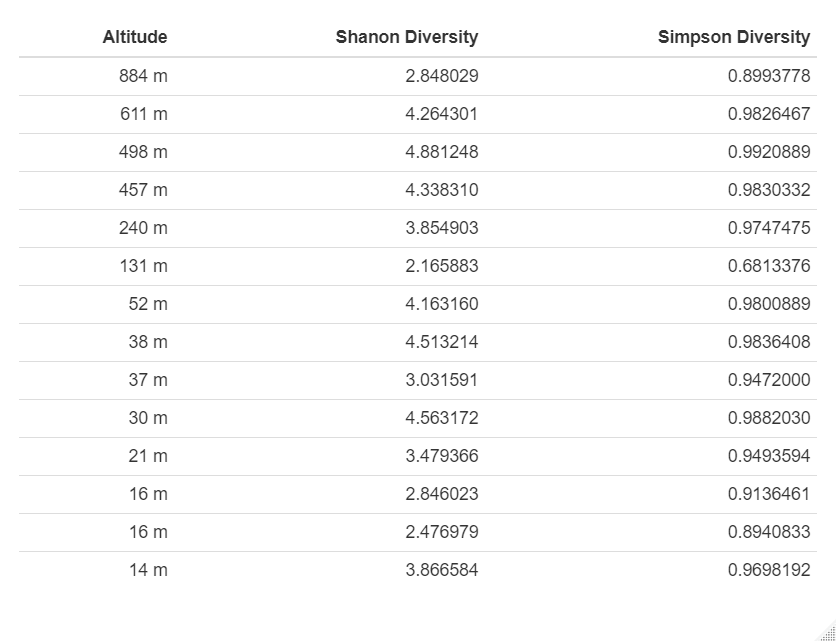 Altitude Shanon Diversity Simpson Diversity
884 m 2.848029 0.8993778
611 m 4.264301 0.9826467
498 m 4.881248 0.9920889
457 m 4.338310 0.9830332
240 m 3.854903 0.9747475
131 m 2.165883 0.6813376
52 m 4.163160 0.9800889
38 m 4.513214 0.9836408
37 m 3.031591 0.9472000
30 m 4.563172 0.9882030
21 m 3.479366 0.9493594
16 m 2.846023 0.9136461
16 m 2.476979 0.8940833
14 m 3.866584 0.9698192